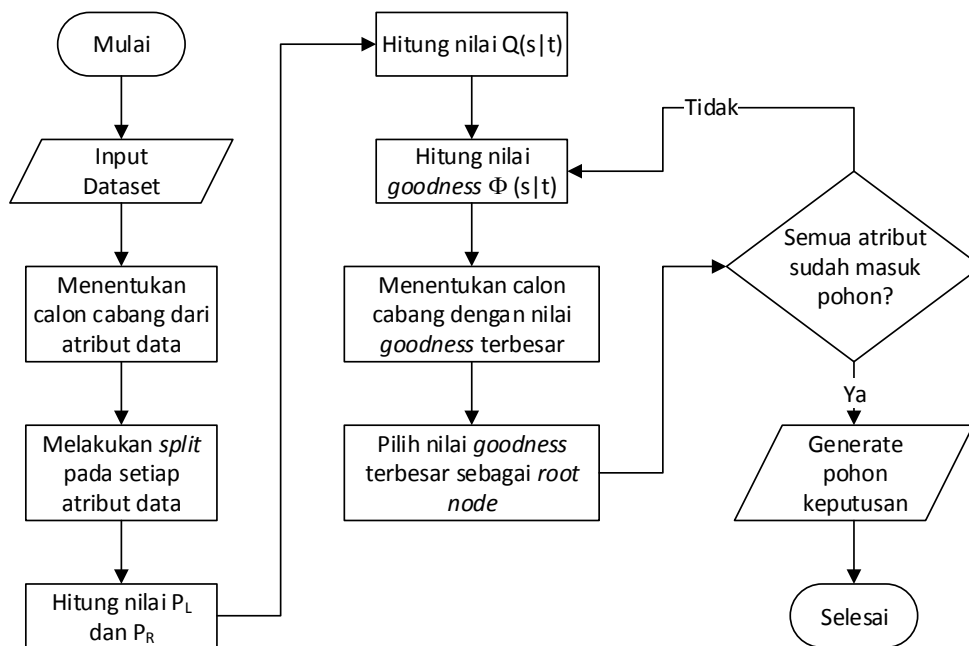 Mulai
Input
Dataset
Menentukan
calon cabang dari
atribut data
Melakukan split
pada setiap
atribut data
Hitung nilai P_L
dan P_R
Hitung nilai Q(s|t)
Hitung nilai
goodness Φ (s|t)
Menentukan calon
cabang dengan nilai
goodness terbesar
Pilih nilai goodness
terbesar sebagai root
node
Tidak
Semua atribut
sudah masuk
pohon?
Ya
Generate
pohon
keputusan
Selesai